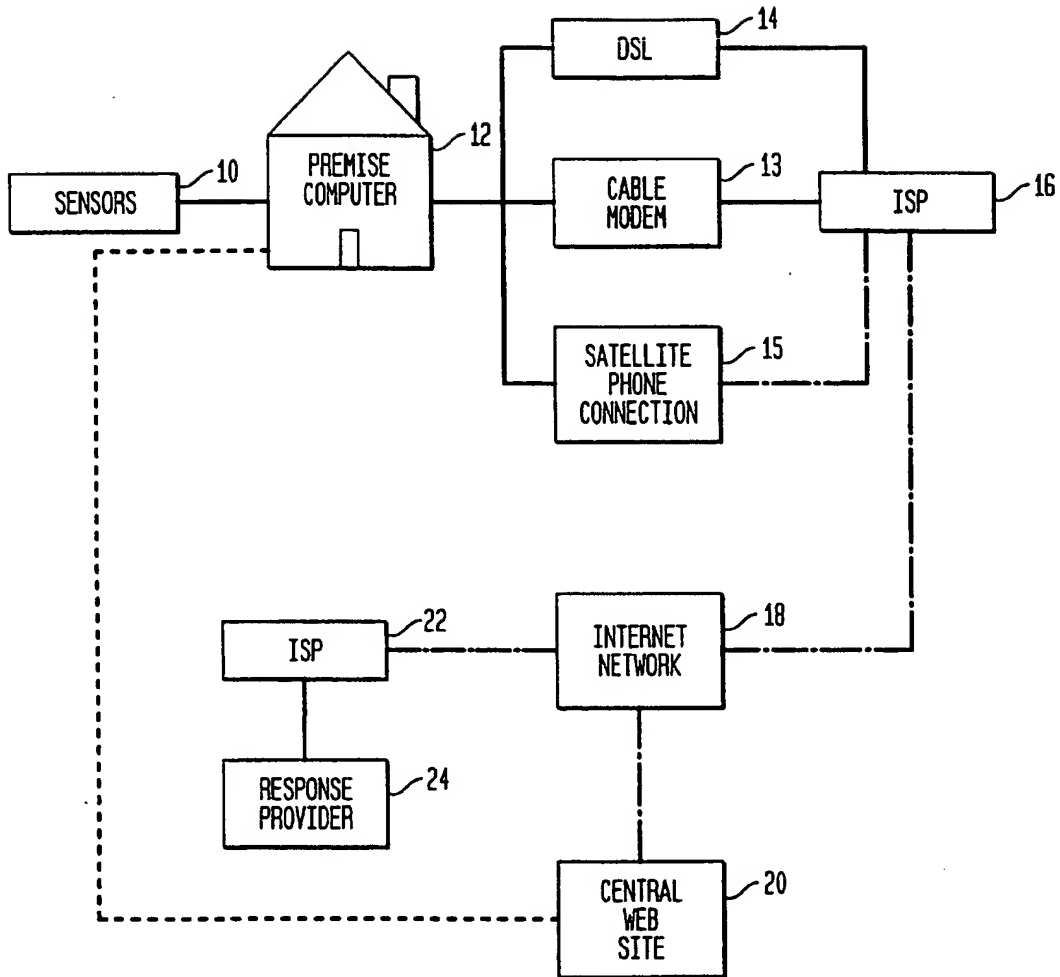 14
DSL
12
10
SENSORS
PREMISE
COMPUTER
13
CABLE
MODEM
ISP
16
15
SATELLITE
PHONE
CONNECTION
22
ISP
18
INTERNET
NETWORK
24
RESPONSE
PROVIDER
20
CENTRAL
WEB
SITE